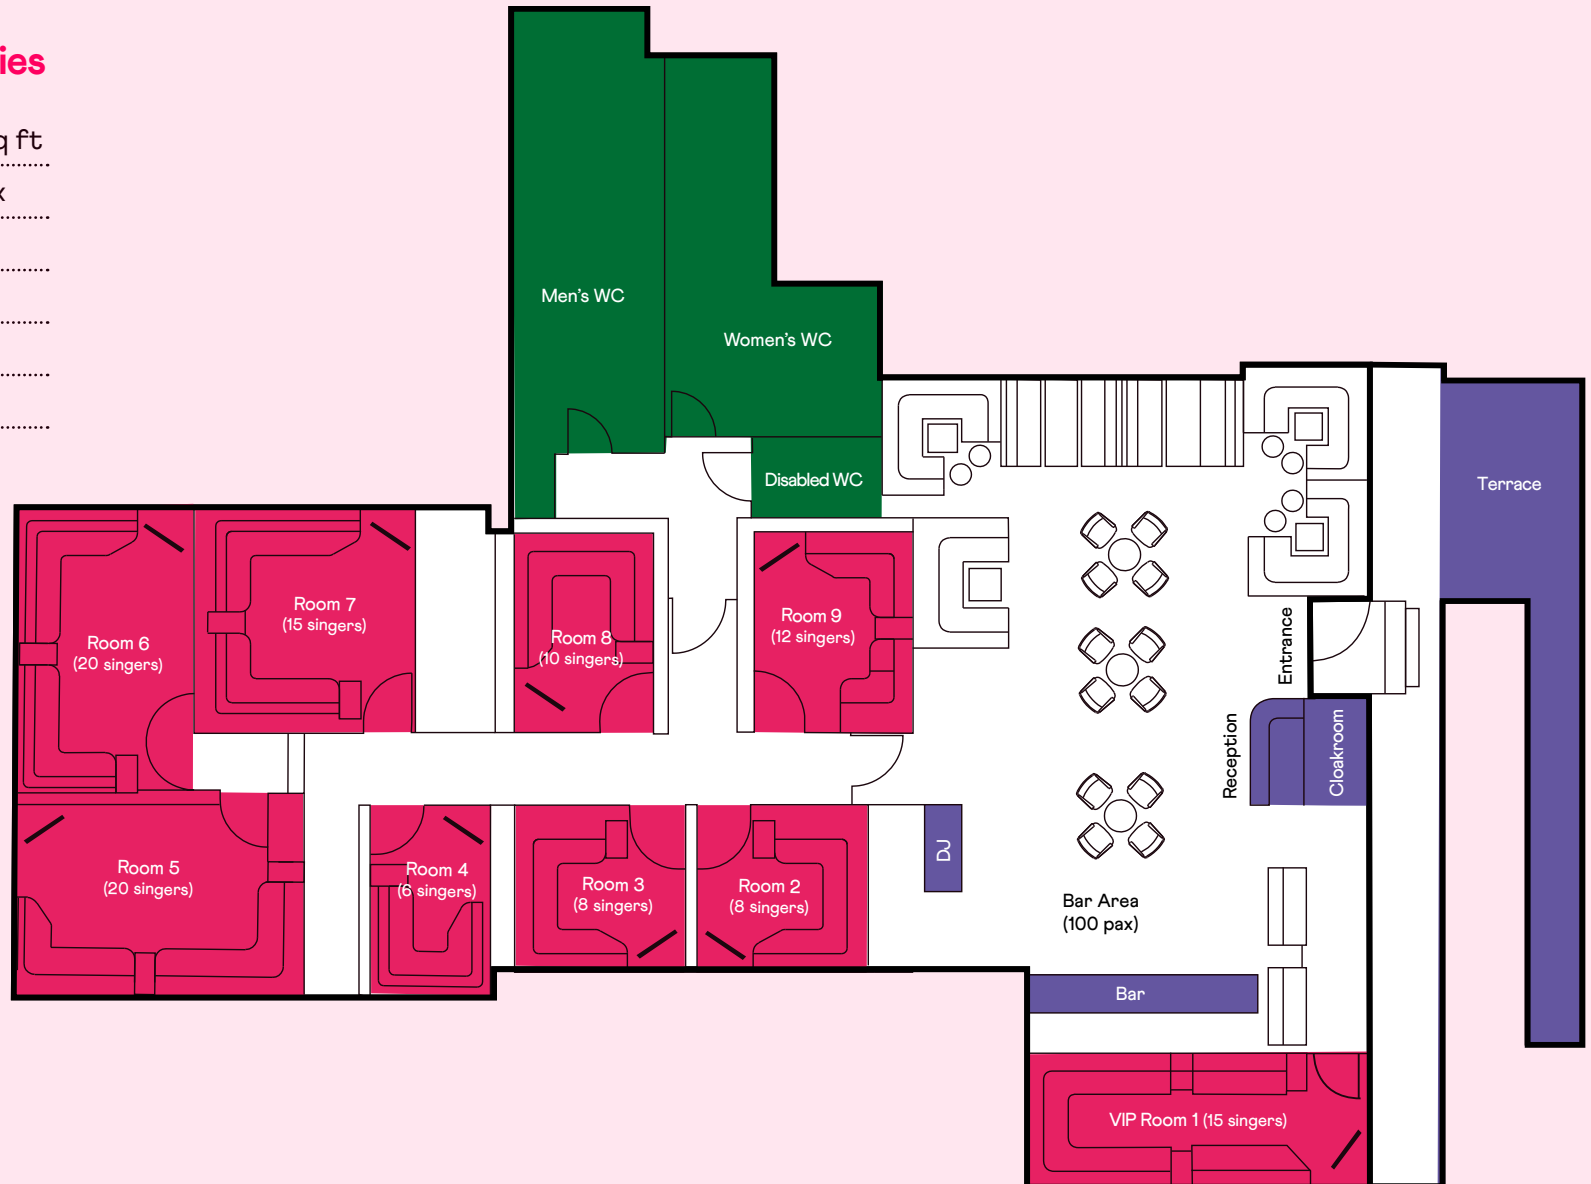 ies
q ft
x
Men's WC
Women's WC
Disabled WC
Terrace
Room 7
(15 singers)
Room 6
(20 singers)
Room 8
(10 singers)
Room 9
(12 singers)
Entrance
Reception
Cloakroom
Room 5
(20 singers)
Room 4
(6 singers)
Room 3
(8 singers)
Room 2
(8 singers)
DJ
Bar Area
(100 pax)
Bar
VIP Room 1 (15 singers)